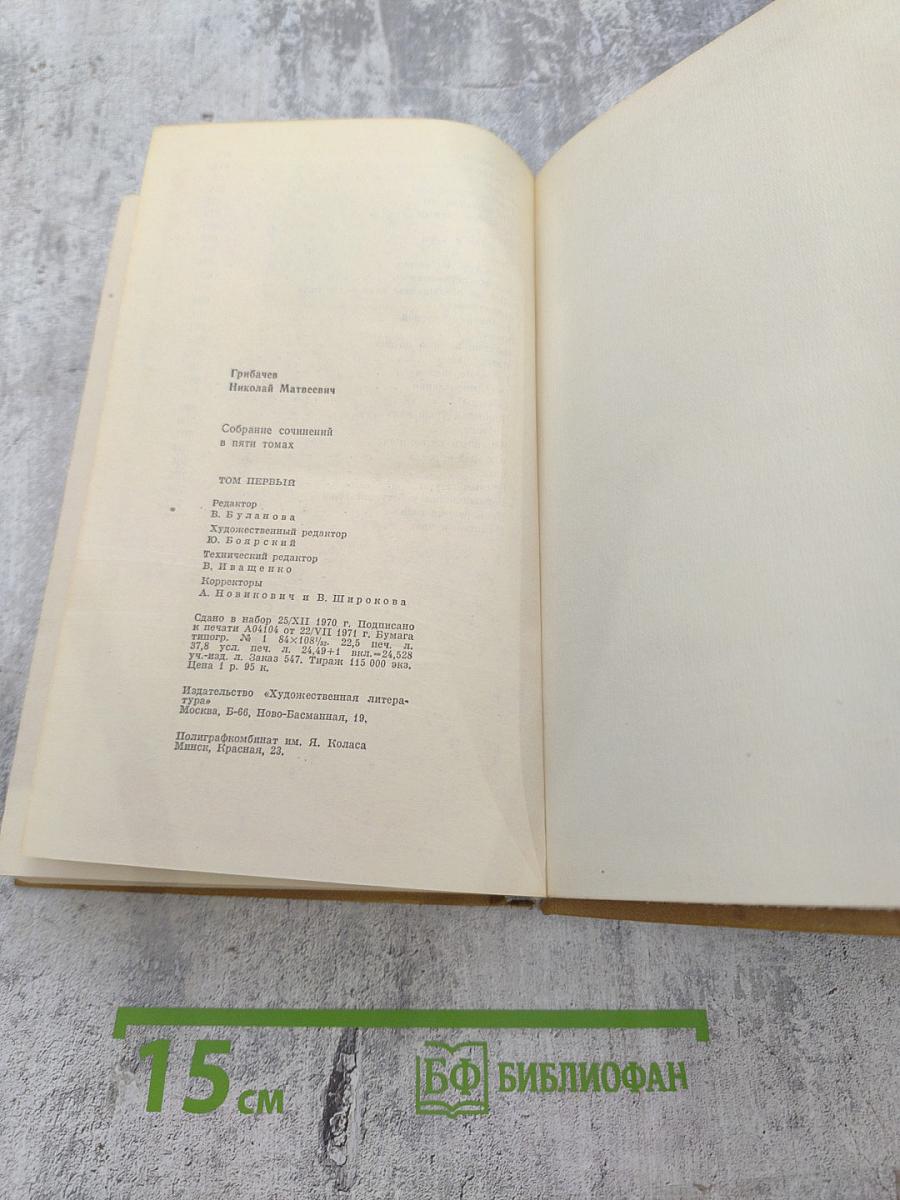 Грибачев
Николай Матвеевич
Собрание сочинений
в пяти томах
ТОМ ПЕРВЫЙ
Редактор
В. Буланова
Художественный редактор
Ю. Боярский
Технический редактор
В. Иващенко
Корректоры
А. Новикович и В. Широкова
Сдано в набор 25/XII 1970 г. Подписано
к печати А04104 от 22/VII 1971 г. Бумага
типогр. № 1 84×108¹/₃₂. 22,5 печ. л.
37,8 усл. печ. л. 24,49+1 вкл.=24,528
уч.-изд. л. Заказ 547. Тираж 115 000 экз.
Цена 1 р. 95 к.
Издательство «Художественная литера-
тура»
Москва, Б-66, Ново-Басманная, 19.
Полиграфкомбинат им. Я. Коласа
Минск, Красная, 23.
15 см
БФ БИБЛИОФАН